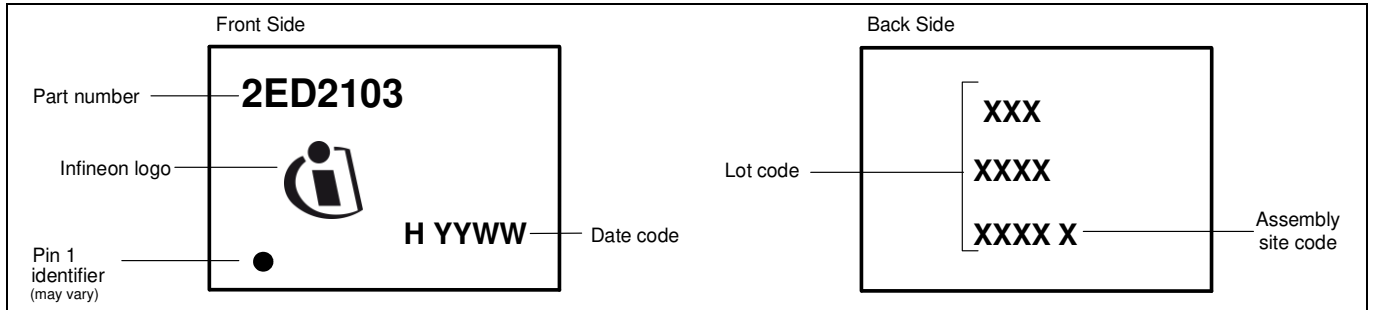 Front Side
Part number
2ED2103
Infineon logo
H YYWW
Date code
Pin 1
identifier
(may vary)
Back Side
Lot code
XXX
XXXX
XXXX X
Assembly
site code